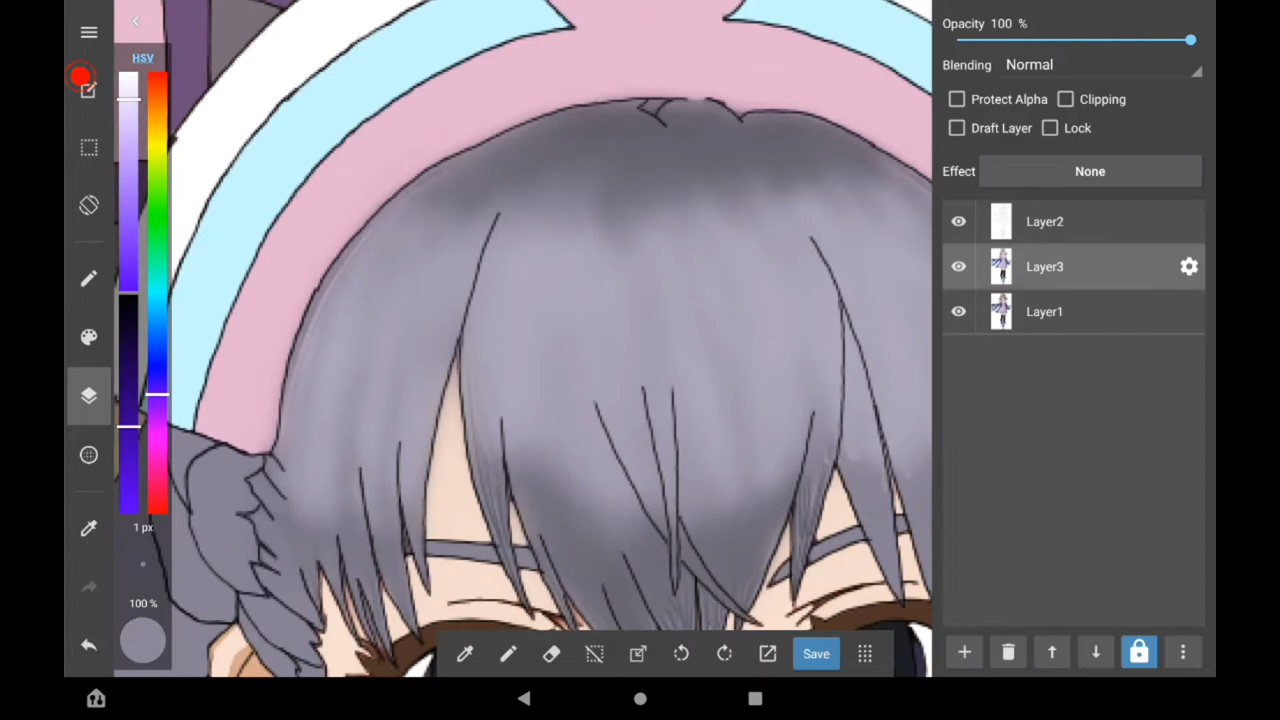 HSV
1 px
100 %
Save
Opacity 100 %
Blending Normal
Protect Alpha Clipping
Draft Layer Lock
Effect None
Layer2
Layer3
Layer1